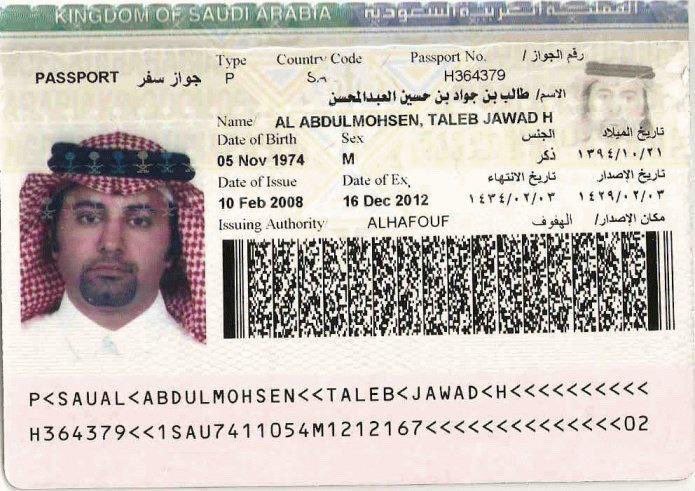 KINGDOM OF SAUDI ARABIA المملكة العربية السعودية
Type Country Code Passport No. / رقم الجواز
PASSPORT جواز سفر P H364379
الاسم/ طالب بن جواد بن حسين العبدالمحسن
Name/ AL ABDULMOHSEN, TALEB JAWAD H
Date of Birth Sex الجنس تاريخ الميلاد
05 Nov 1974 M ذكر ١٣٩٤/١٠/٢١
Date of Issue Date of Ex. تاريخ الانتهاء تاريخ الإصدار
10 Feb 2008 16 Dec 2012 ١٤٣٤/٠٢/٠٣ ١٤٢٩/٠٢/٠٣
Issuing Authority ALHAFOUF الهفوف مكان الإصدار/
P<SAUAL<ABDULMOHSEN<<TALEB<JAWAD<H<<<<<<<<<<
H364379<<1SAU7411054M1212167<<<<<<<<<<<<<<02